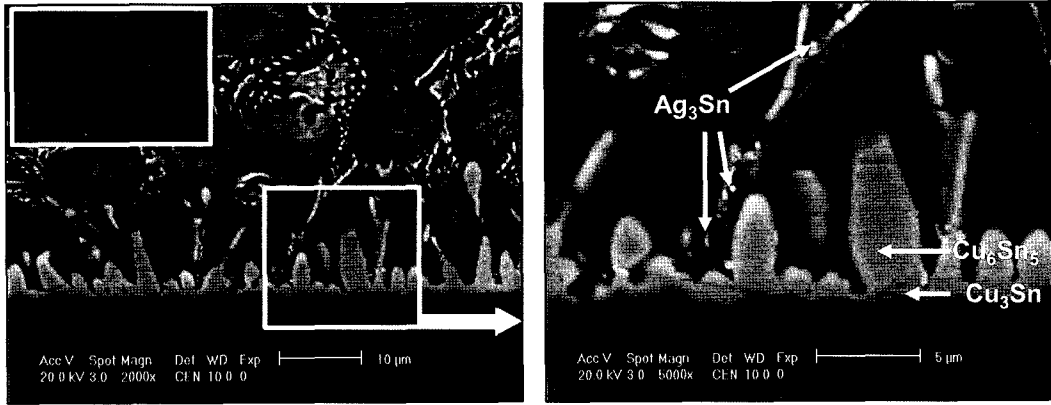 Ag3Sn
Cu6Sn5
Cu3Sn
Acc V Spot Magn Det WD Exp
20.0 kV 3.0 2000x CEN 10.0 0
10 µm
Acc V Spot Magn Det WD Exp
20.0 kV 3.0 5000x CEN 10.0 0
5 µm